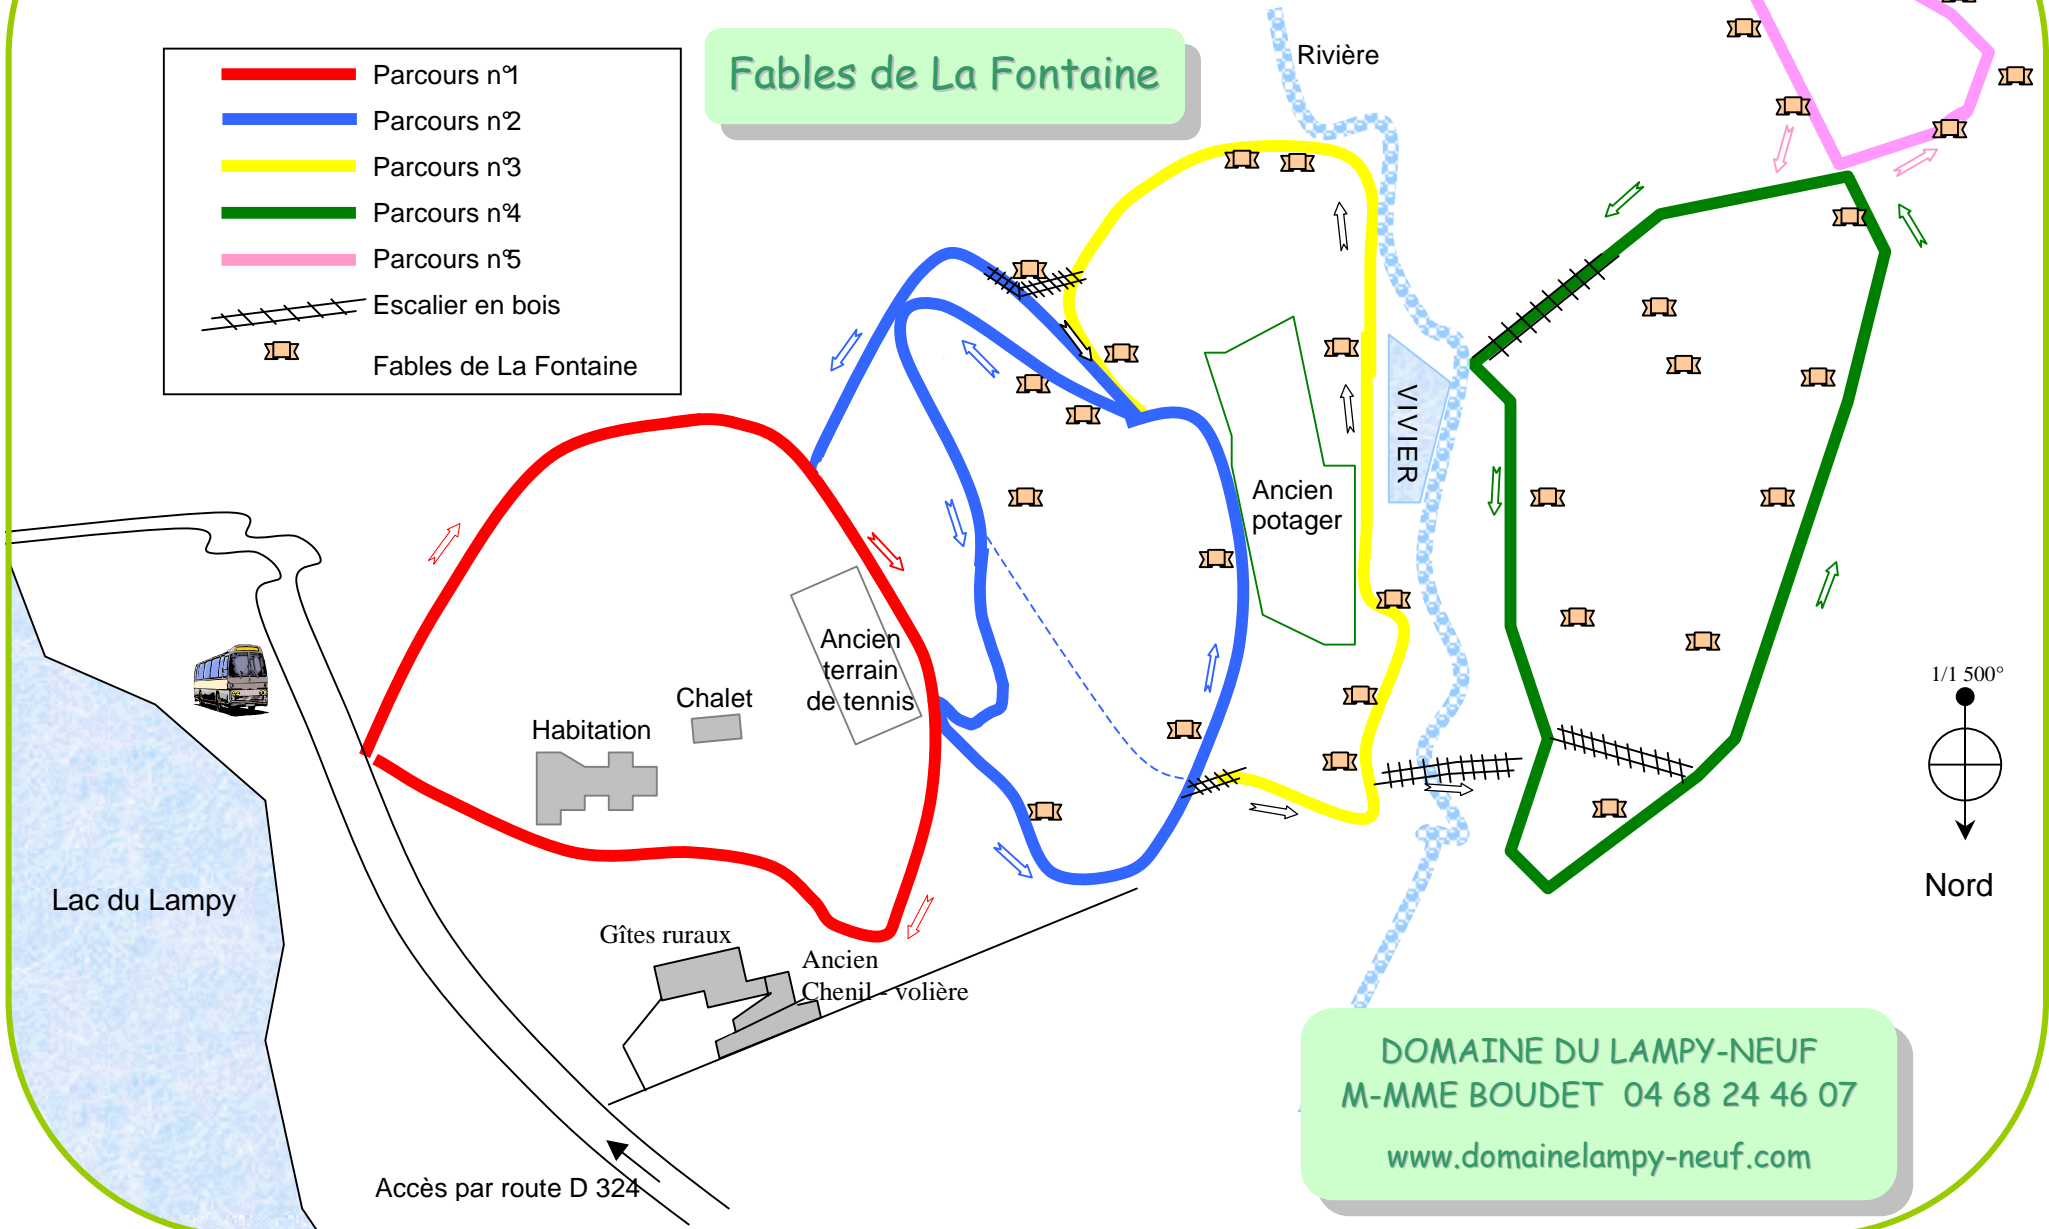 Fables de La Fontaine
Rivière
Parcours n°1
Parcours n°2
Parcours n°3
Parcours n°4
Parcours n°5
Escalier en bois
Fables de La Fontaine
VIVIER
Ancien
potager
Ancien
terrain
de tennis
Chalet
Habitation
1/1 500°
Nord
Lac du Lampy
Gîtes ruraux
Ancien
Chenil - volière
Accès par route D 324
DOMAINE DU LAMPY-NEUF
M-MME BOUDET 04 68 24 46 07
www.domainelampy-neuf.com